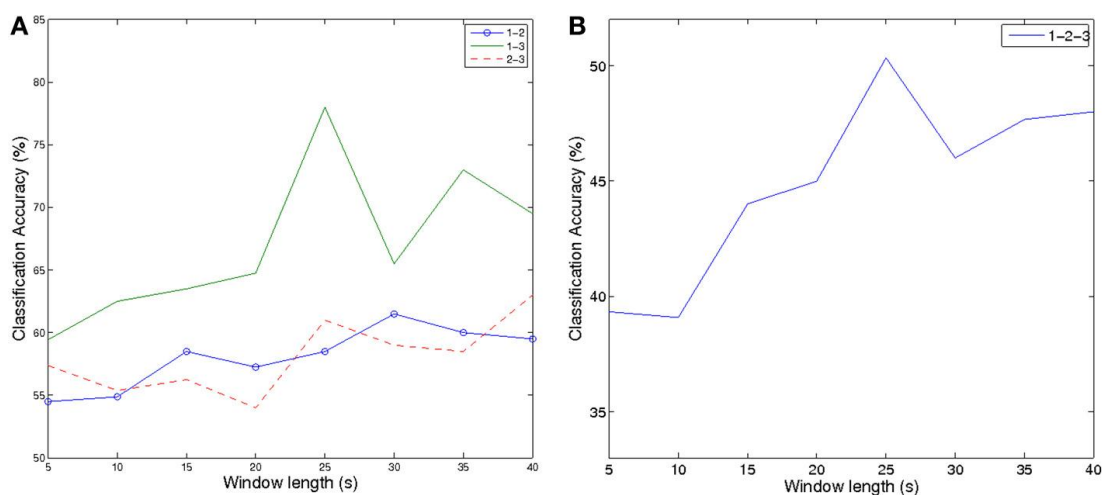 A
85
80
75
70
65
60
55
50
5 10 15 20 25 30 35 40
Classification Accuracy (%)
Window length (s)
1-2
1-3
2-3
B
50
45
40
35
5 10 15 20 25 30 35 40
Classification Accuracy (%)
Window length (s)
1-2-3